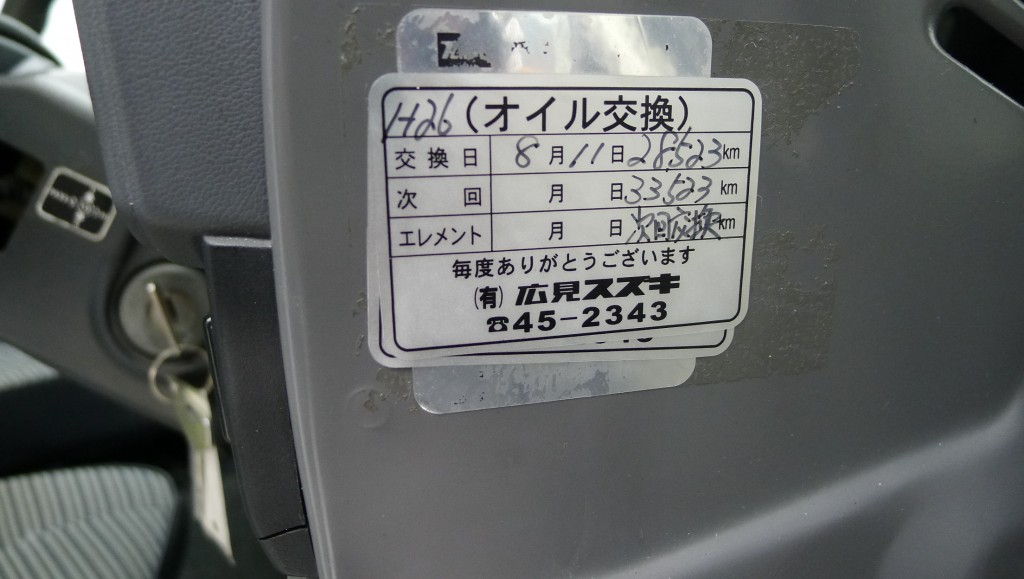 H26(オイル交換)
交換日 8月11日28523km
次回 月 日33523km
エレメント 月 日次回交換km
毎度ありがとうございます
(有)広見スズキ
☎45-2343